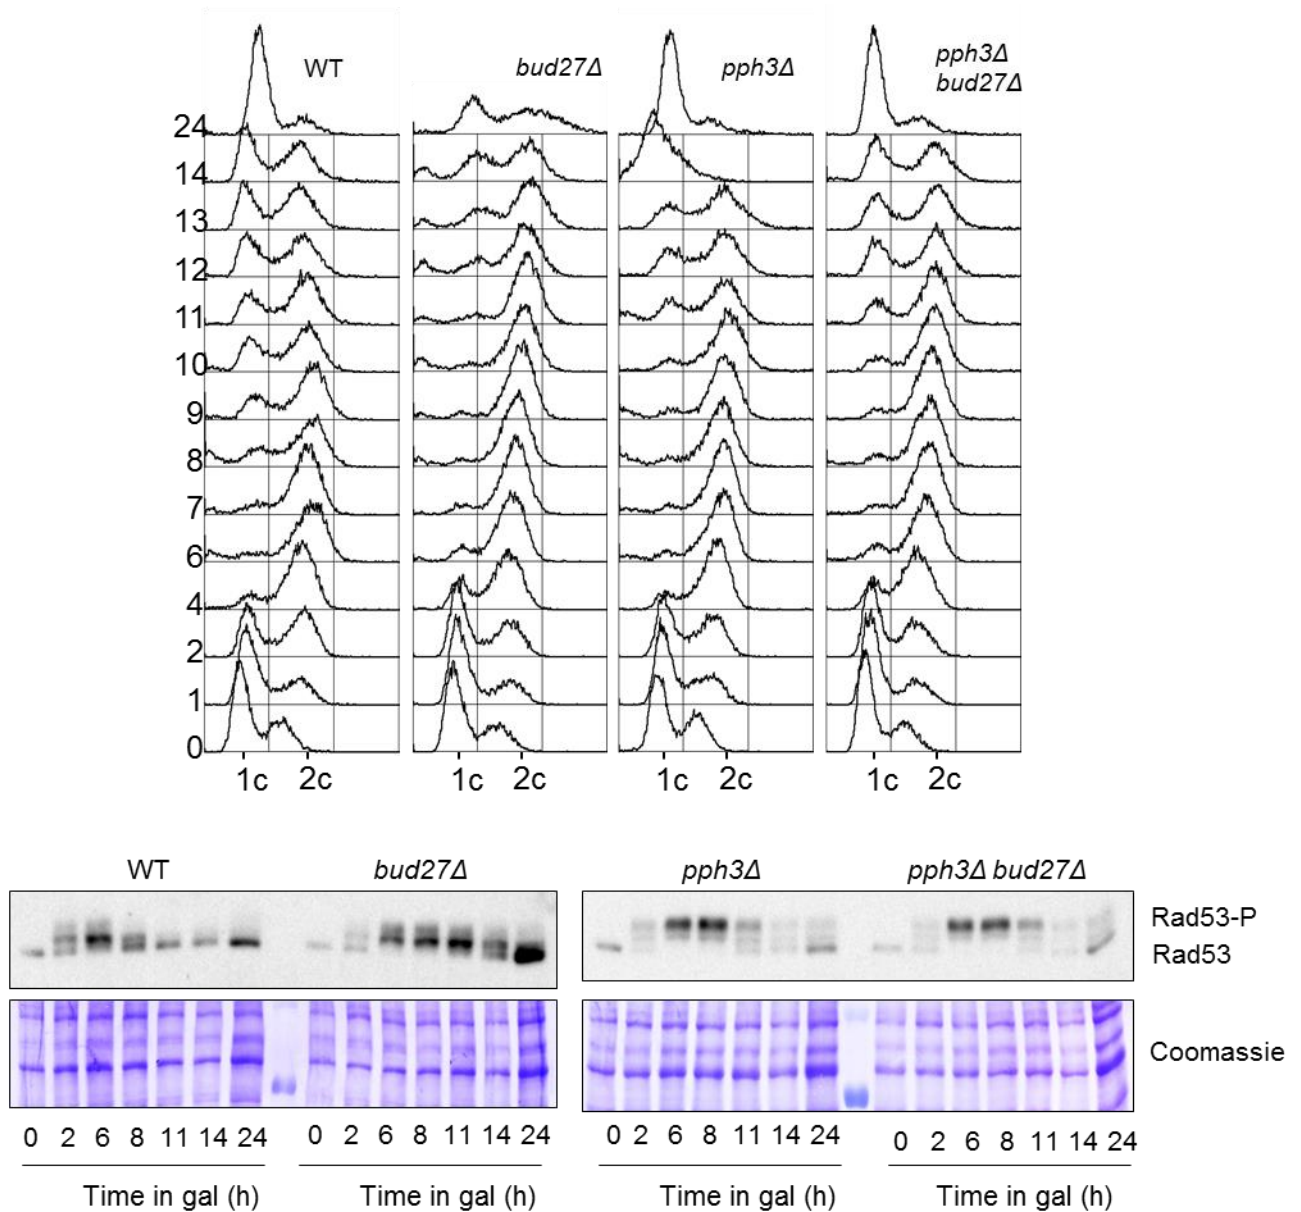 WT
bud27Δ
pph3Δ
pph3Δ
bud27Δ
24
14
13
12
11
10
9
8
7
6
4
2
1
0
1c 2c 1c 2c 1c 2c 1c 2c
WT bud27Δ pph3Δ pph3Δ bud27Δ
Rad53-P
Rad53
Coomassie
0 2 6 8 11 14 24 0 2 6 8 11 14 24 0 2 6 8 11 14 24 0 2 6 8 11 14 24
Time in gal (h) Time in gal (h) Time in gal (h) Time in gal (h)